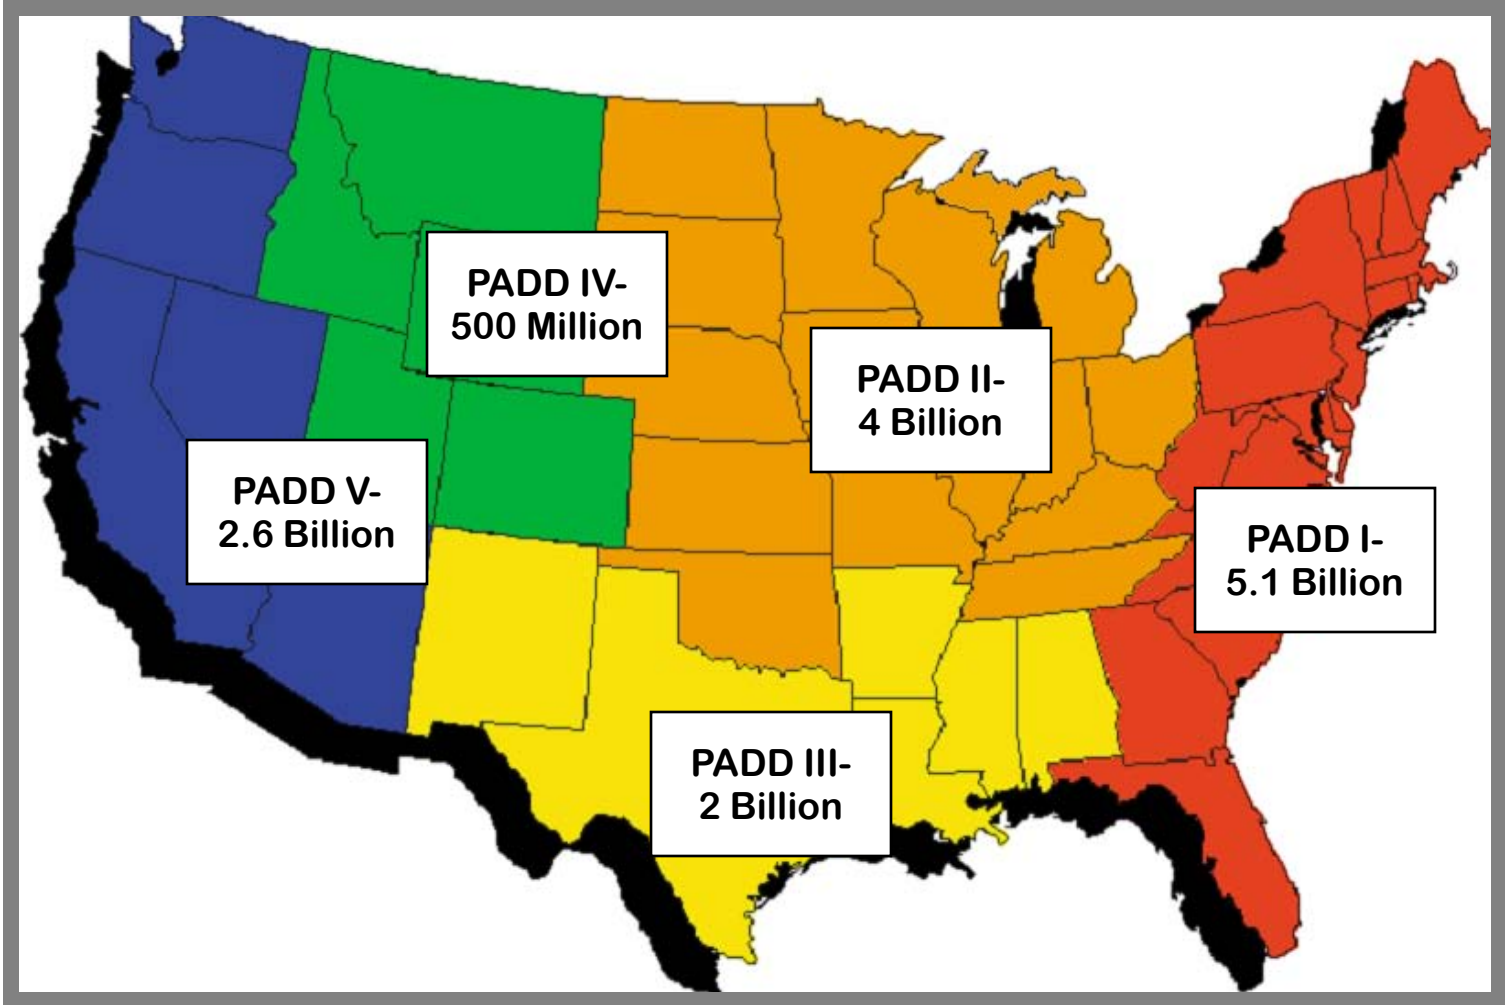 PADD IV-
500 Million
PADD II-
4 Billion
PADD V-
2.6 Billion
PADD I-
5.1 Billion
PADD III-
2 Billion